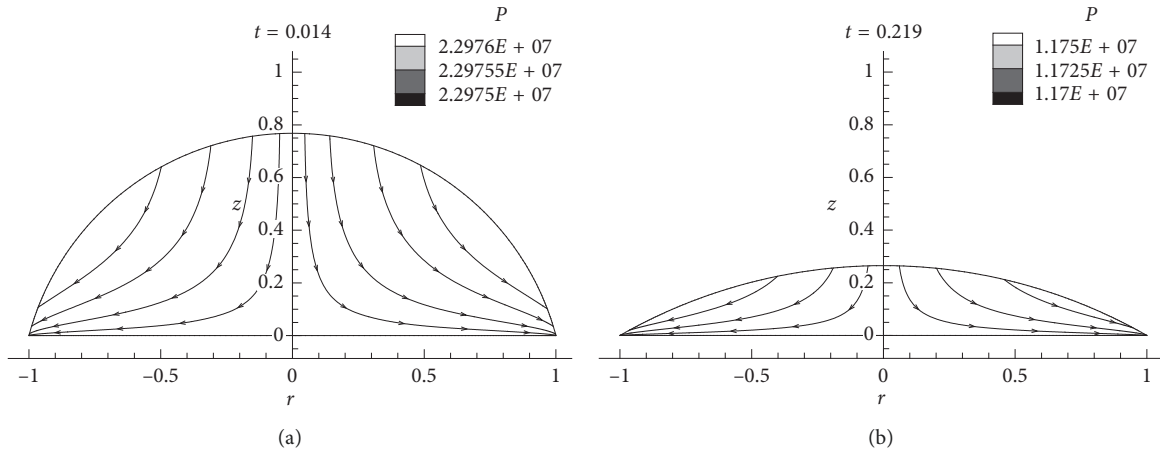 P
t = 0.014
2.2976E + 07
2.29755E + 07
2.2975E + 07
1
0.8
0.6
z
0.4
0.2
0
−1
−0.5
0
0.5
1
r
(a)
P
t = 0.219
1.175E + 07
1.1725E + 07
1.17E + 07
1
0.8
0.6
z
0.4
0.2
0
−1
−0.5
0
0.5
1
r
(b)